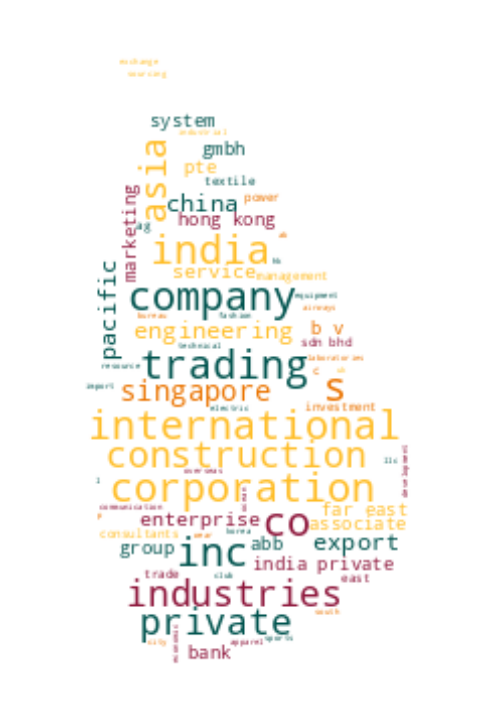 exchange
sourcing
system
industrial
gmbh
asia
pte
textile
marketing
power
china
hong kong
ag
india
service
management
pacific
company
equipment
airways
bureau
fashion
engineering
b v
technical
sdn bhd
laboratories
trading
resource
c
import
singapore
s
electric
investment
international
construction
overseas
llc
development
corporation
communication
far east
enterprise
co
associate
consultants
wear
korea
export
group
inc
abb
india private
trade
club
east
industries
south
private
city
economic
apparel
sports
bank